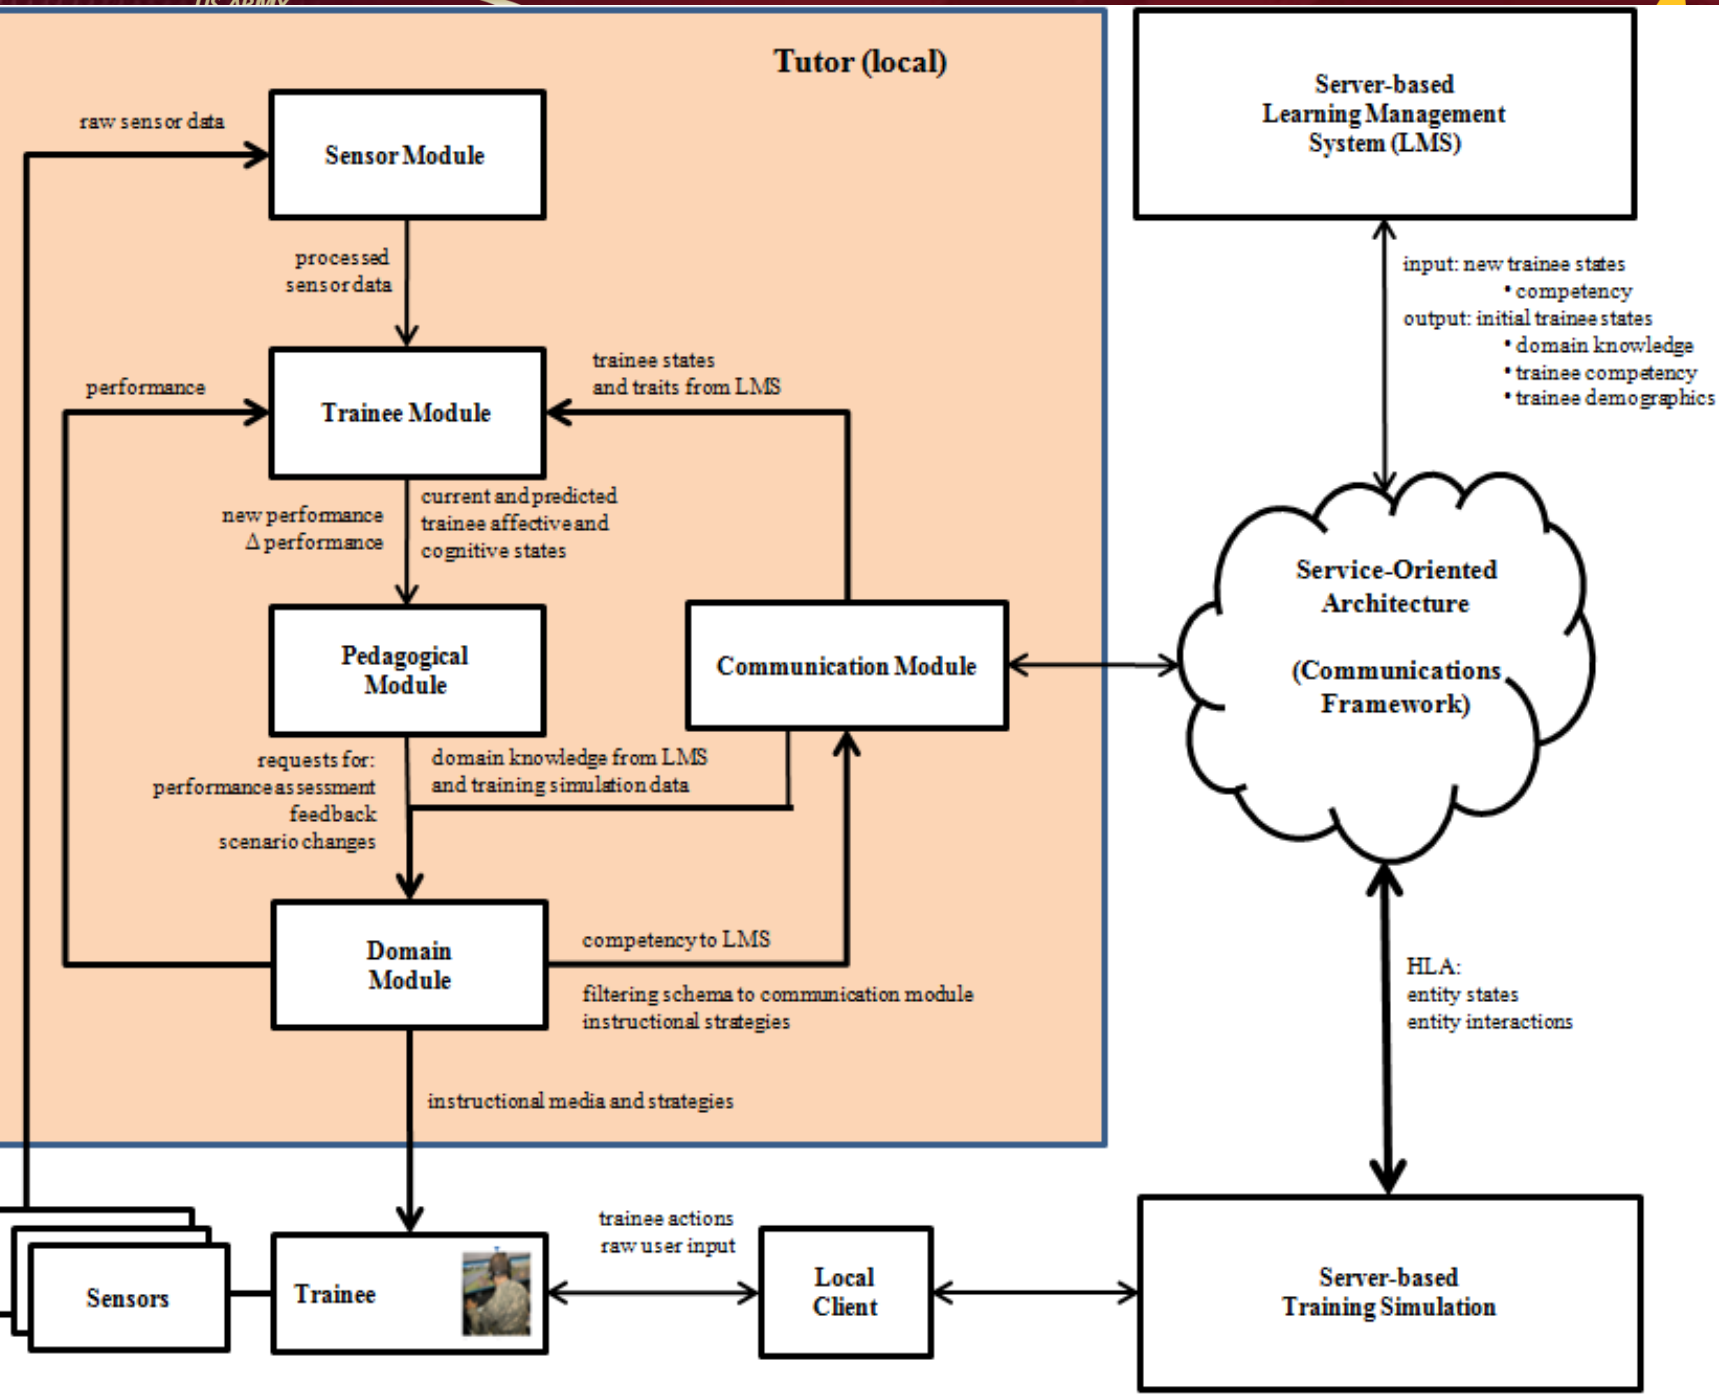 US ARMY
Tutor (local)
Server-based
Learning Management
System (LMS)
raw sensor data
Sensor Module
processed
sensor data
input: new trainee states
• competency
output: initial trainee states
• domain knowledge
• trainee competency
• trainee demographics
performance
Trainee Module
trainee states
and traits from LMS
new performance
Δ performance
current and predicted
trainee affective and
cognitive states
Service-Oriented
Architecture
(Communications
Framework)
Pedagogical
Module
Communication Module
requests for:
performance assessment
feedback
scenario changes
domain knowledge from LMS
and training simulation data
Domain
Module
competency to LMS
filtering schema to communication module
instructional strategies
HLA:
entity states
entity interactions
instructional media and strategies
Sensors
Trainee
trainee actions
raw user input
Local
Client
Server-based
Training Simulation